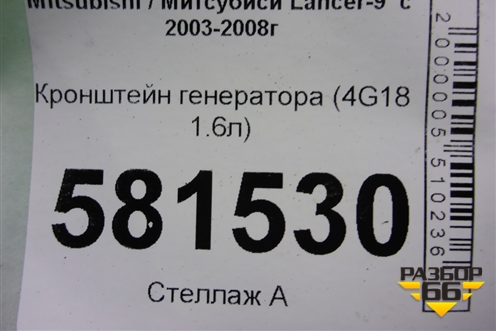 Mitsubishi / Митсубиси Lancer-9 с
2003-2008г
Кронштейн генератора (4G18
1.6л)
581530
Стеллаж А
2000005510236
РАЗБОР
66